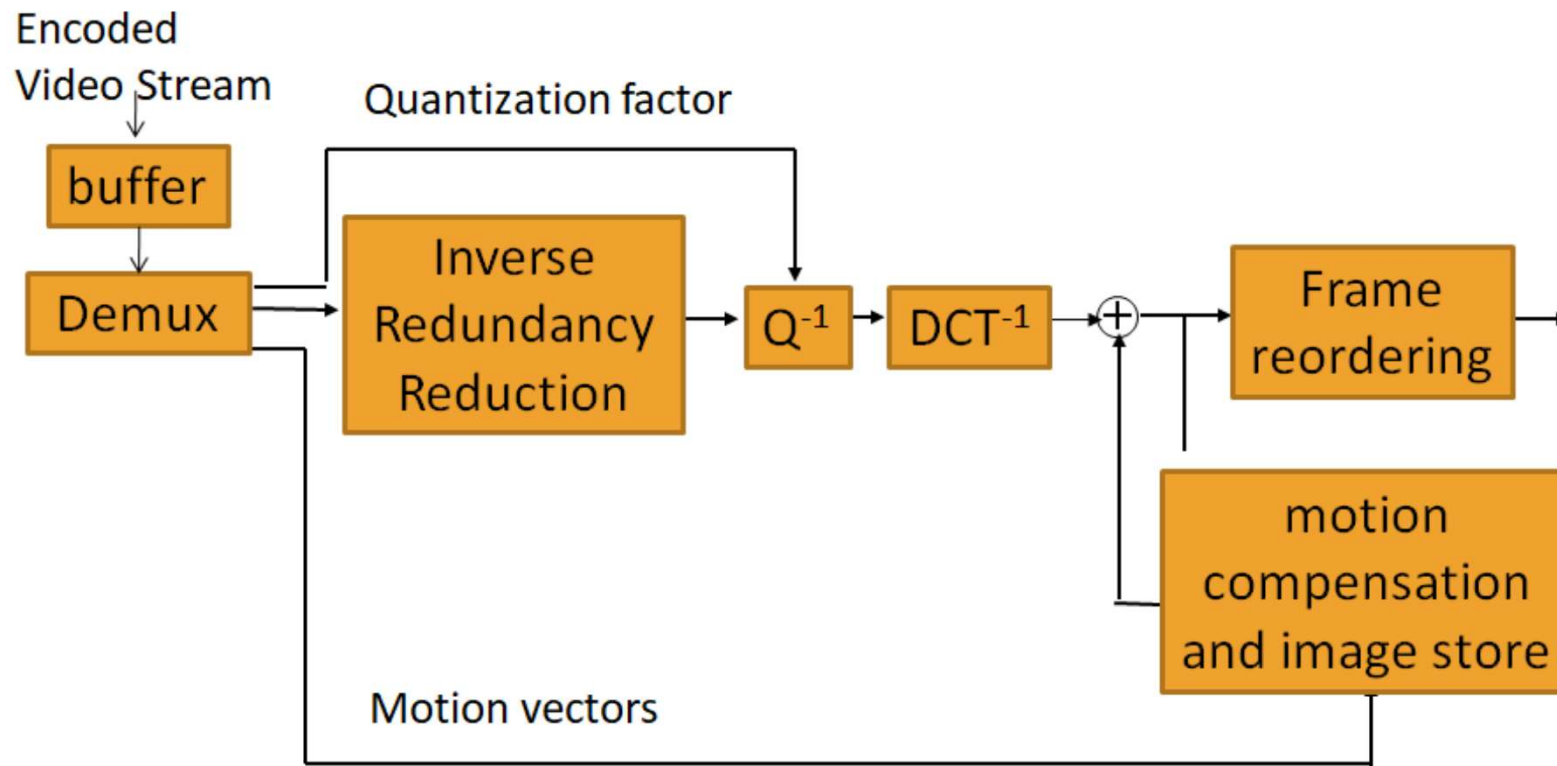 Encoded
Video Stream
Quantization factor
buffer
Demux
Inverse
Redundancy
Reduction
Q⁻¹
DCT⁻¹
+
Frame
reordering
motion
compensation
and image store
Motion vectors